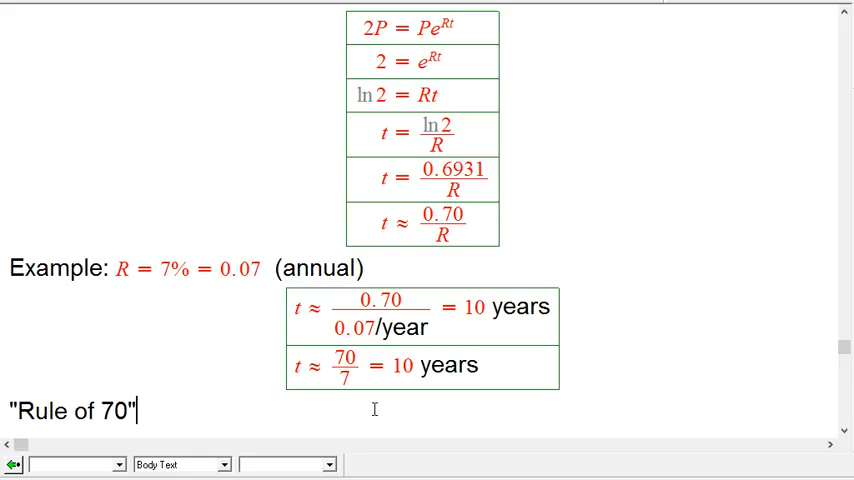 2P = Pe^{Rt}
2 = e^{Rt}
ln 2 = Rt
t = ln 2 / R
t = 0.6931 / R
t ≈ 0.70 / R
Example: R = 7% = 0.07 (annual)
t ≈ 0.70 / 0.07/year = 10 years
t ≈ 70 / 7 = 10 years
"Rule of 70"
Body Text